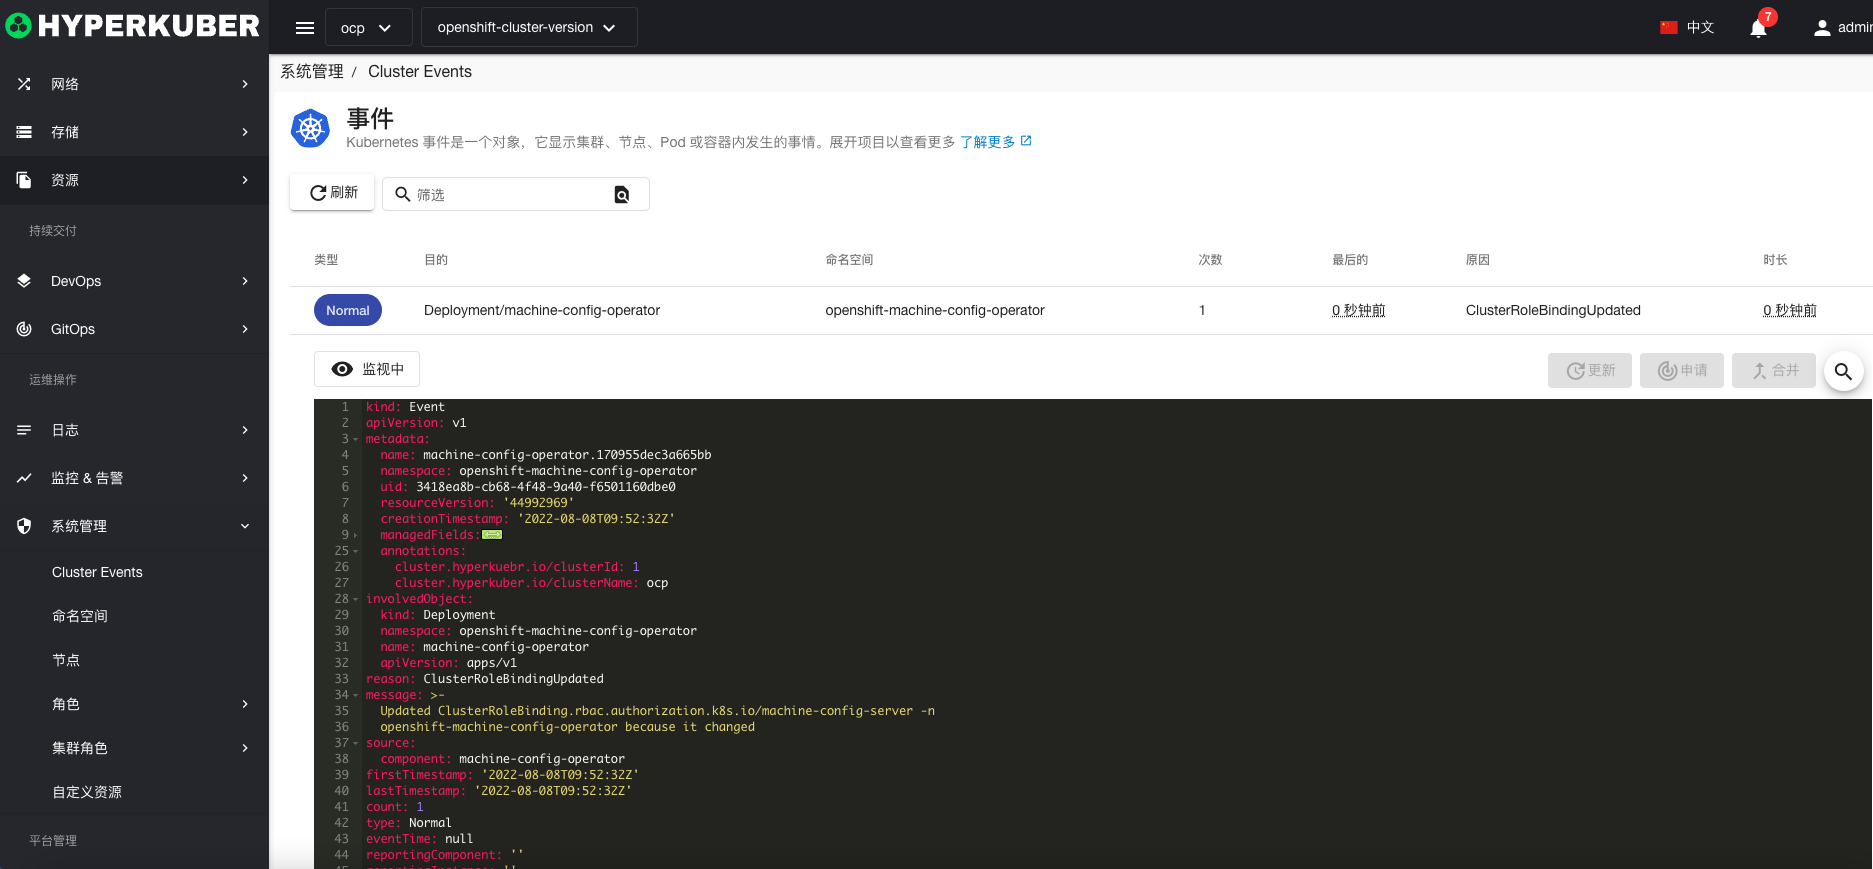 HYPERKUBER
ocp
openshift-cluster-version
中文
7
网络
存储
资源
持续交付
DevOps
GitOps
运维操作
日志
监控 & 告警
系统管理
Cluster Events
命名空间
节点
角色
集群角色
自定义资源
平台管理
系统管理 / Cluster Events
事件
Kubernetes 事件是一个对象，它显示集群、节点、Pod 或容器内发生的事情。展开项目以查看更多 了解更多
刷新
筛选
类型 目的 命名空间 次数 最后的 原因 时长
Normal Deployment/machine-config-operator openshift-machine-config-operator 1 0 秒钟前 ClusterRoleBindingUpdated 0 秒钟前
监视中
更新
申请
合并
1 kind: Event
2 apiVersion: v1
3 metadata:
4 name: machine-config-operator.170955dec3a665bb
5 namespace: openshift-machine-config-operator
6 uid: 3418ea8b-cb68-4f48-9a40-f6501160dbe0
7 resourceVersion: '44992969'
8 creationTimestamp: '2022-08-08T09:52:32Z'
9 managedFields:
25 annotations:
26 cluster.hyperkuebr.io/clusterId: 1
27 cluster.hyperkuber.io/clusterName: ocp
28 involvedObject:
29 kind: Deployment
30 namespace: openshift-machine-config-operator
31 name: machine-config-operator
32 apiVersion: apps/v1
33 reason: ClusterRoleBindingUpdated
34 message: >-
35 Updated ClusterRoleBinding.rbac.authorization.k8s.io/machine-config-server -n
36 openshift-machine-config-operator because it changed
37 source:
38 component: machine-config-operator
39 firstTimestamp: '2022-08-08T09:52:32Z'
40 lastTimestamp: '2022-08-08T09:52:32Z'
41 count: 1
42 type: Normal
43 eventTime: null
44 reportingComponent: ''